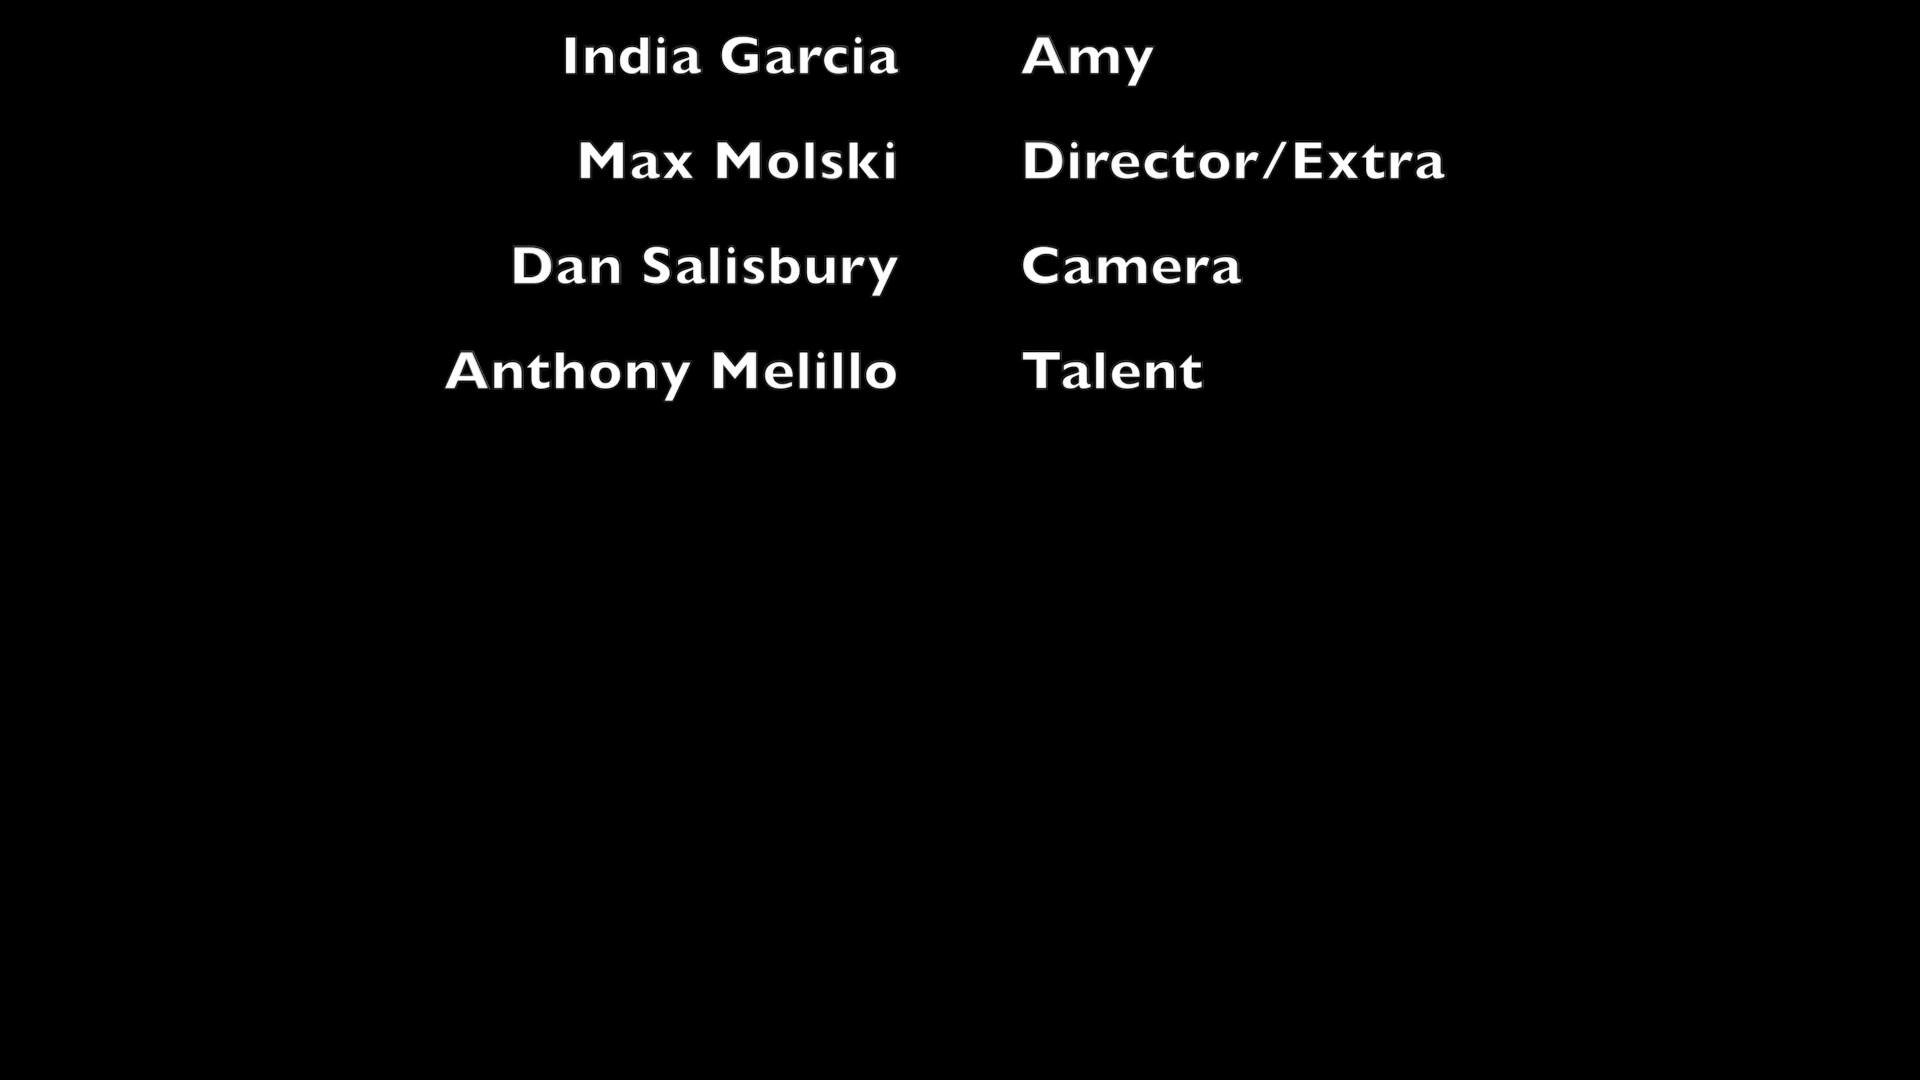 India Garcia Amy
Max Molski Director/Extra
Dan Salisbury Camera
Anthony Melillo Talent